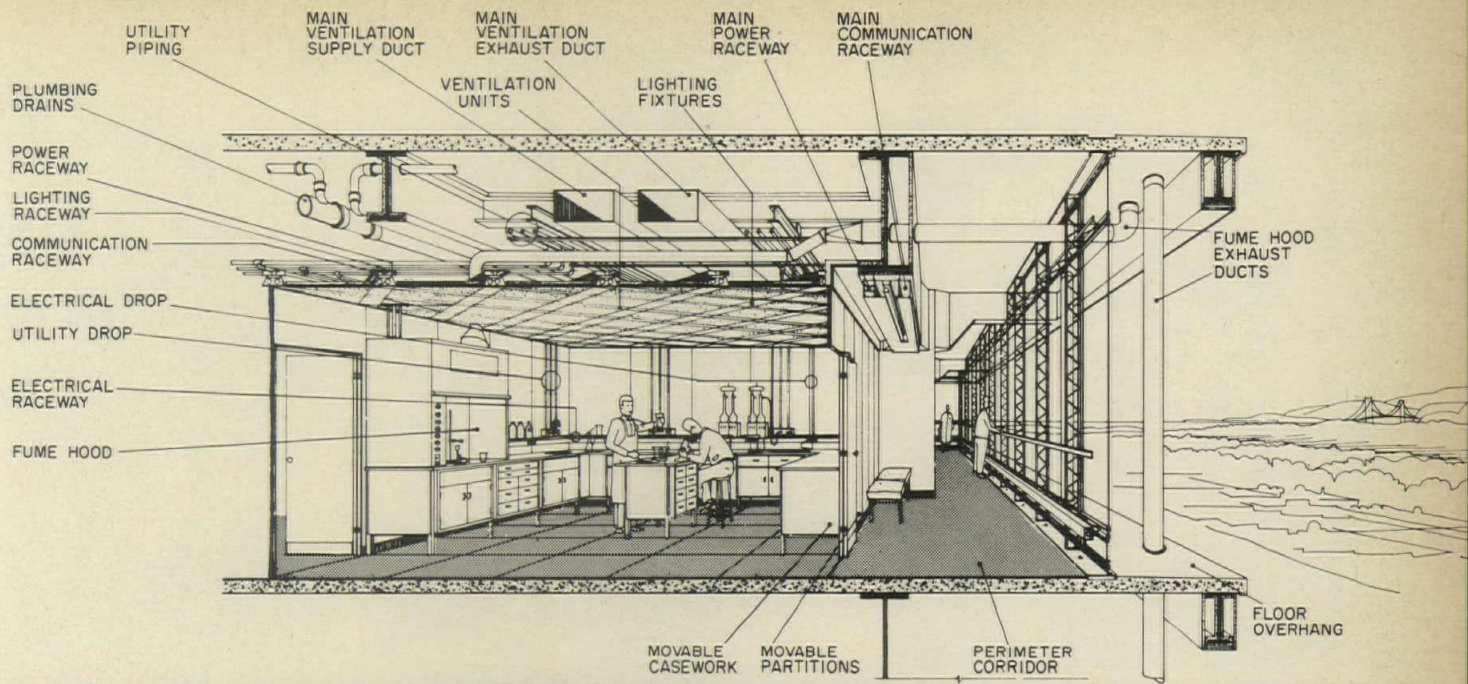 UTILITY
PIPING
MAIN
VENTILATION
SUPPLY DUCT
MAIN
VENTILATION
EXHAUST DUCT
MAIN
POWER
RACEWAY
MAIN
COMMUNICATION
RACEWAY
VENTILATION
UNITS
LIGHTING
FIXTURES
PLUMBING
DRAINS
POWER
RACEWAY
LIGHTING
RACEWAY
COMMUNICATION
RACEWAY
ELECTRICAL DROP
UTILITY DROP
ELECTRICAL
RACEWAY
FUME HOOD
FUME HOOD
EXHAUST
DUCTS
MOVABLE
CASEWORK
MOVABLE
PARTITIONS
PERIMETER
CORRIDOR
FLOOR
OVERHANG